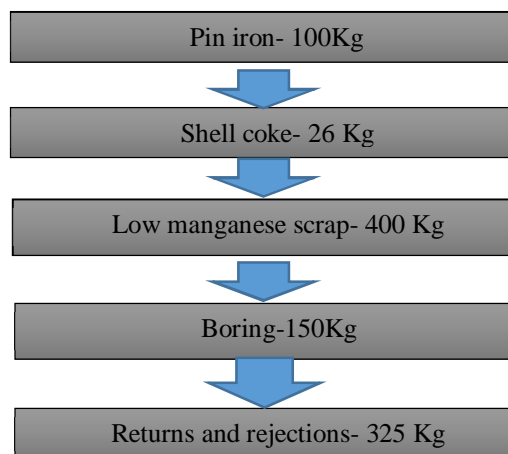 Pin iron- 100Kg
Shell coke- 26 Kg
Low manganese scrap- 400 Kg
Boring-150Kg
Returns and rejections- 325 Kg